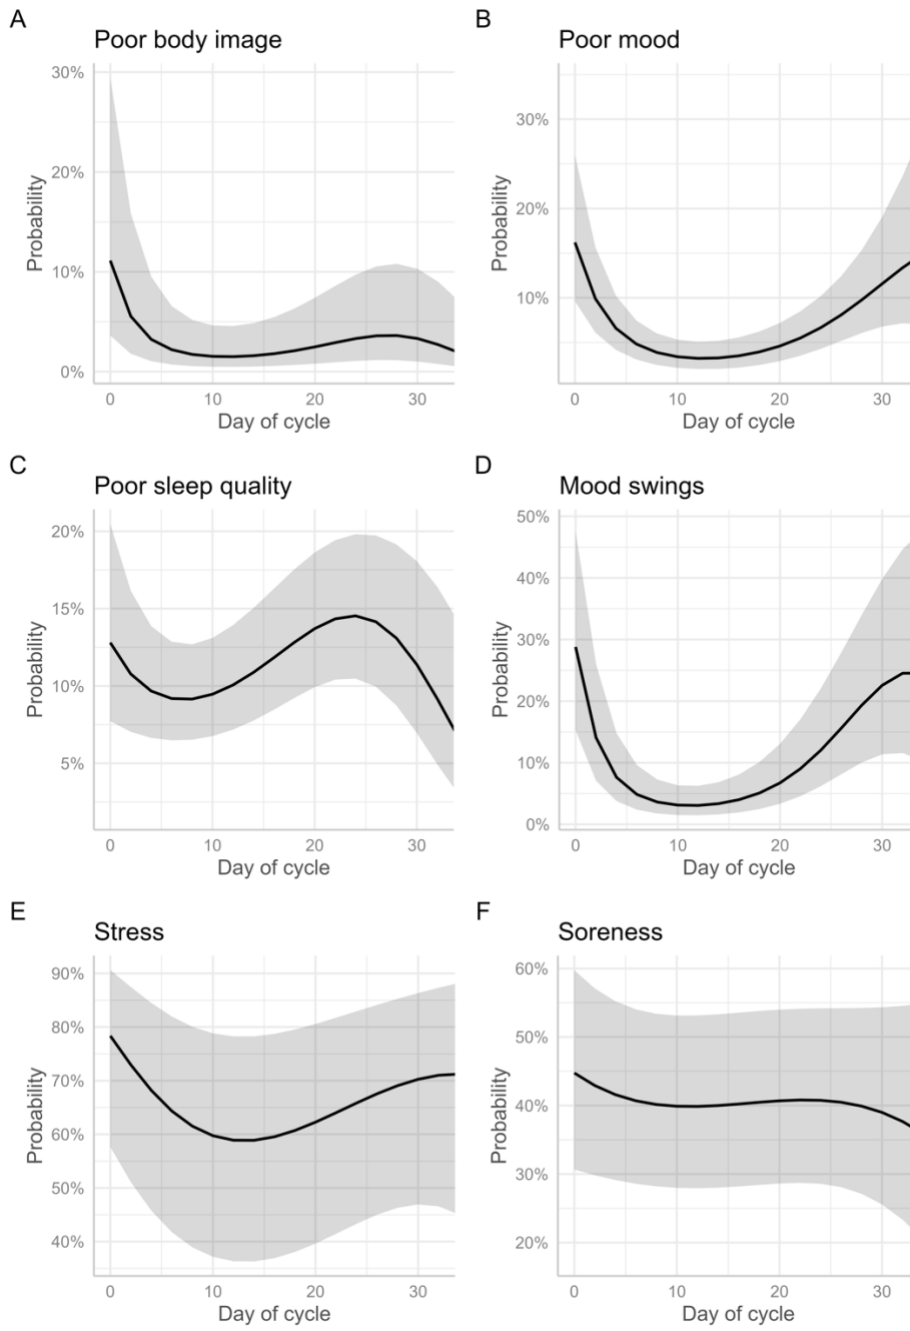 A
Poor body image
30%
20%
10%
0%
Probability
0 10 20 30
Day of cycle
B
Poor mood
30%
20%
10%
Probability
0 10 20 30
Day of cycle
C
Poor sleep quality
20%
15%
10%
5%
Probability
0 10 20 30
Day of cycle
D
Mood swings
50%
40%
30%
20%
10%
0%
Probability
0 10 20 30
Day of cycle
E
Stress
90%
80%
70%
60%
50%
40%
Probability
0 10 20 30
Day of cycle
F
Soreness
60%
50%
40%
30%
20%
Probability
0 10 20 30
Day of cycle